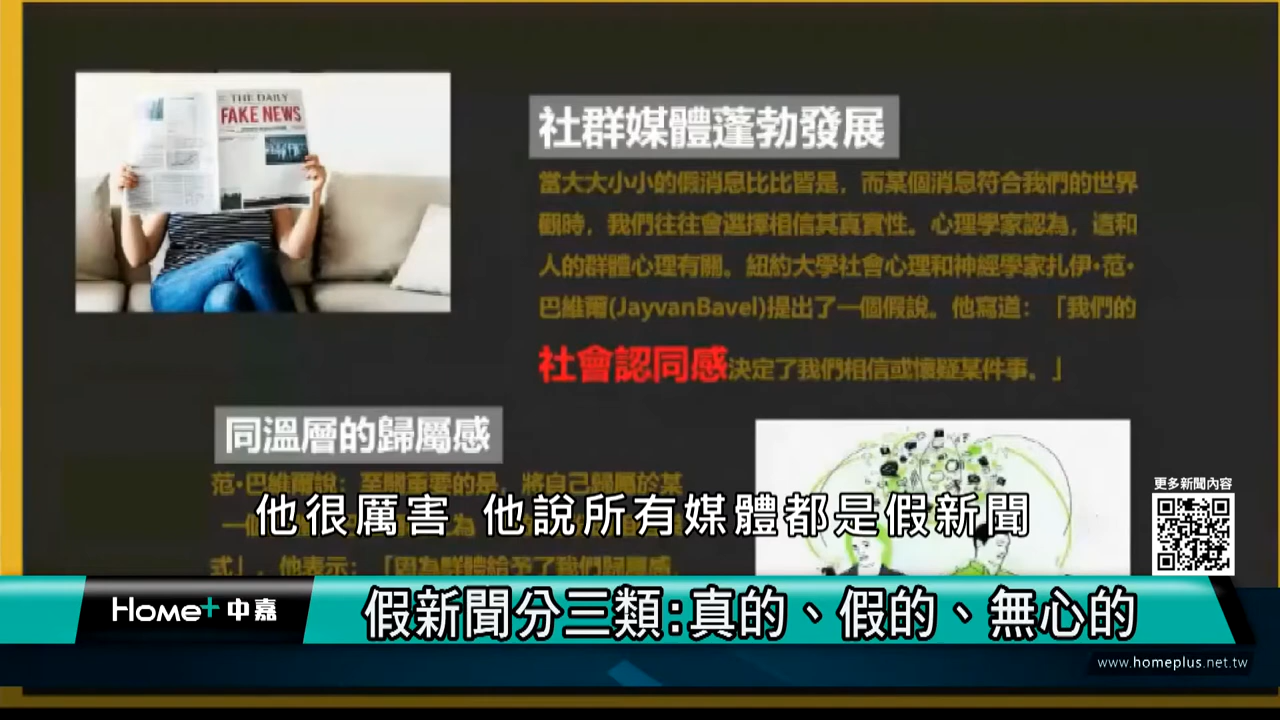 THE DAILY
FAKE NEWS
社群媒體蓬勃發展
當大大小小的假消息比比皆是，而某個消息符合我們的世界
觀時，我們往往會選擇相信其真實性。心理學家認為，這和
人的群體心理有關。紐約大學社會心理和神經學家扎伊•范•
巴維爾(JayvanBavel)提出了一個假說。他寫道：「我們的
社會認同感決定了我們相信或懷疑某件事。」
同溫層的歸屬感
范•巴維爾說：至關重要的是，將自己歸屬於某
一個
為
式」，他表示：「因為群體給予了我們歸屬感，
他很厲害 他說所有媒體都是假新聞
更多新聞內容
Home+中嘉
假新聞分三類:真的、假的、無心的
www.homeplus.net.tw